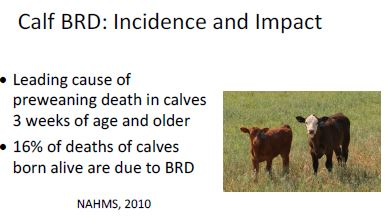 Calf BRD: Incidence and Impact
• Leading cause of
preweaning death in calves
3 weeks of age and older
• 16% of deaths of calves
born alive are due to BRD
NAHMS, 2010